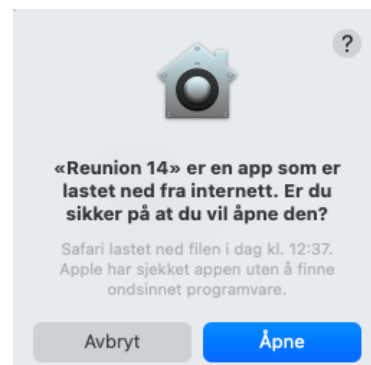 ?
«Reunion 14» er en app som er
lastet ned fra internett. Er du
sikker på at du vil åpne den?
Safari lastet ned filen i dag kl. 12:37.
Apple har sjekket appen uten å finne
ondsinnet programvare.
Avbryt
Åpne